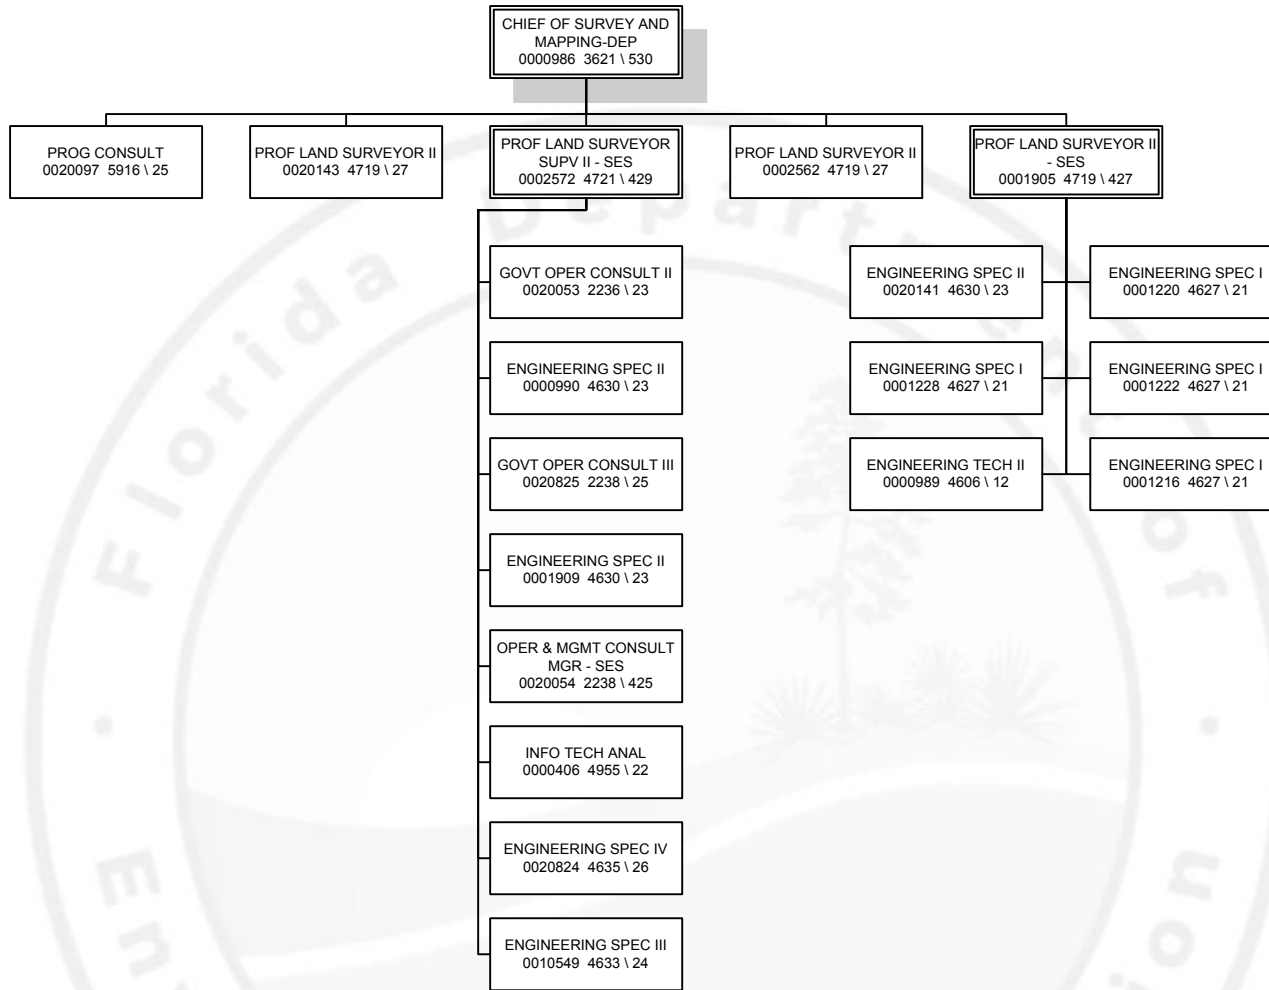 CHIEF OF SURVEY AND
MAPPING-DEP
0000986 3621 \ 530
PROG CONSULT
0020097 5916 \ 25
PROF LAND SURVEYOR II
0020143 4719 \ 27
PROF LAND SURVEYOR
SUPV II - SES
0002572 4721 \ 429
PROF LAND SURVEYOR II
0002562 4719 \ 27
PROF LAND SURVEYOR II
- SES
0001905 4719 \ 427
GOVT OPER CONSULT II
0020053 2236 \ 23
ENGINEERING SPEC II
0000990 4630 \ 23
GOVT OPER CONSULT III
0020825 2238 \ 25
ENGINEERING SPEC II
0001909 4630 \ 23
OPER & MGMT CONSULT
MGR - SES
0020054 2238 \ 425
INFO TECH ANAL
0000406 4955 \ 22
ENGINEERING SPEC IV
0020824 4635 \ 26
ENGINEERING SPEC III
0010549 4633 \ 24
ENGINEERING SPEC II
0020141 4630 \ 23
ENGINEERING SPEC I
0001220 4627 \ 21
ENGINEERING SPEC I
0001228 4627 \ 21
ENGINEERING SPEC I
0001222 4627 \ 21
ENGINEERING TECH II
0000989 4606 \ 12
ENGINEERING SPEC I
0001216 4627 \ 21
Florida Department of